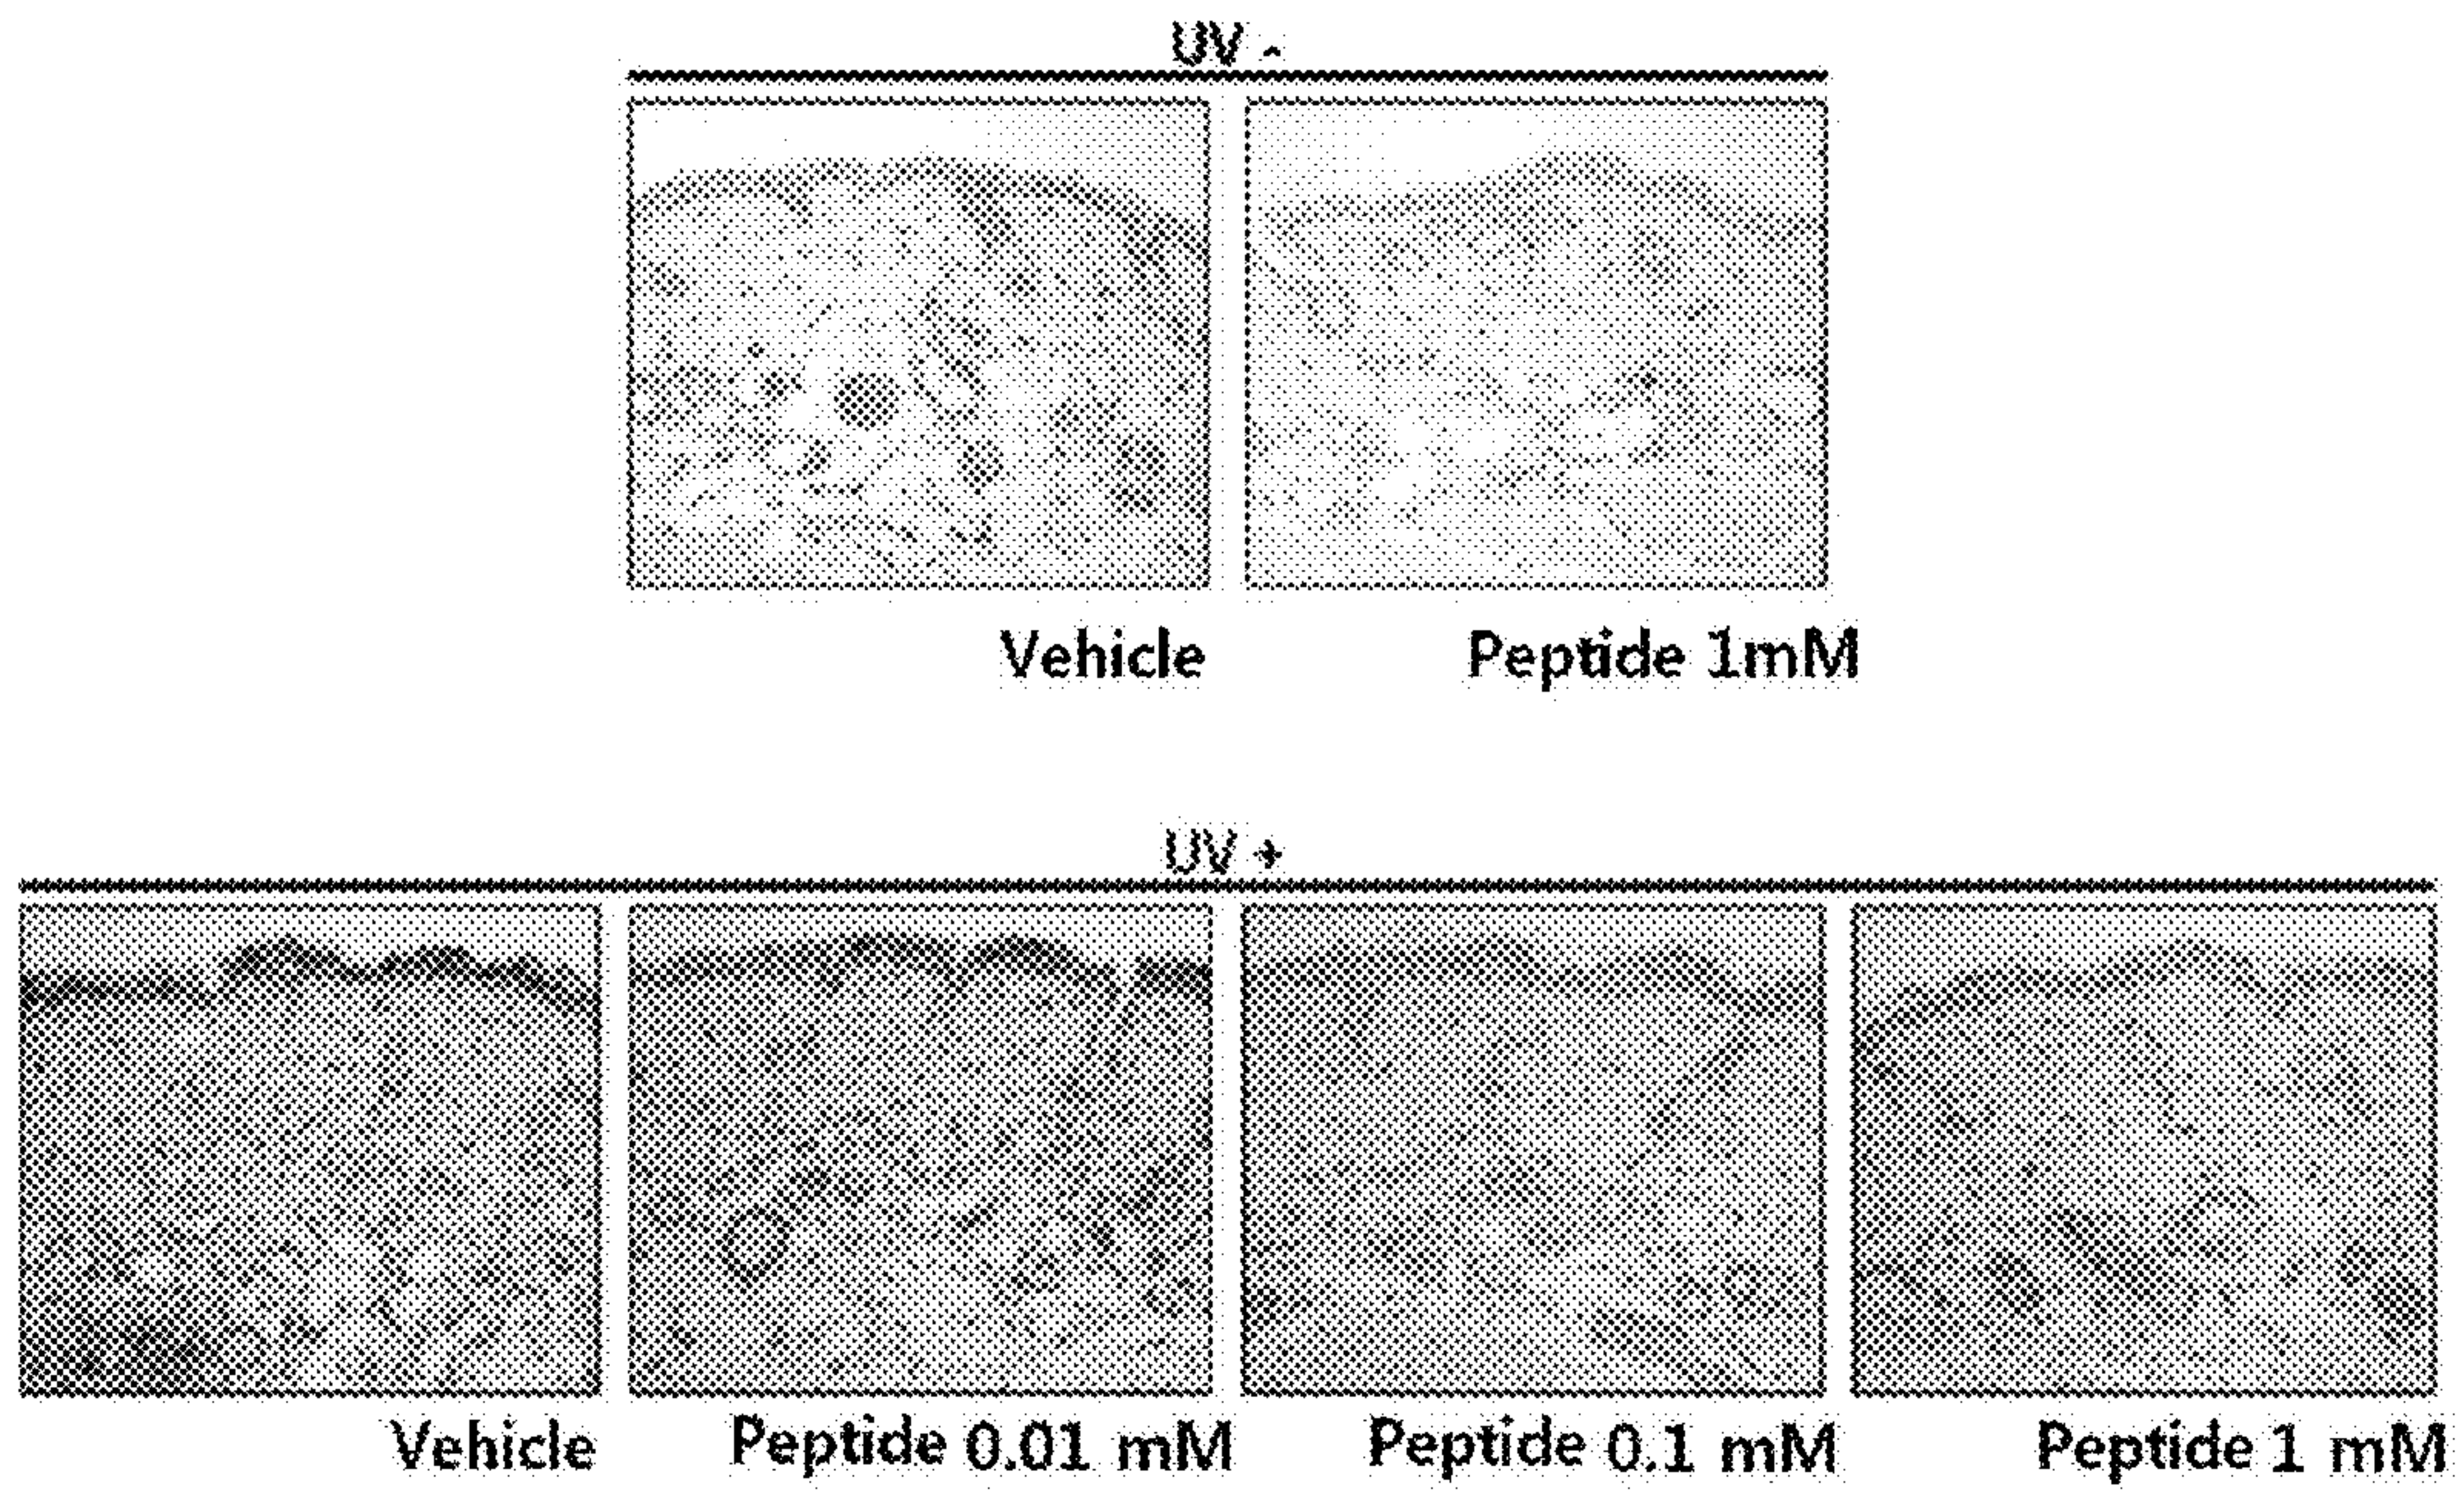 UV -
Vehicle
Peptide 1mM
UV +
Vehicle
Peptide 0.01 mM
Peptide 0.1 mM
Peptide 1 mM